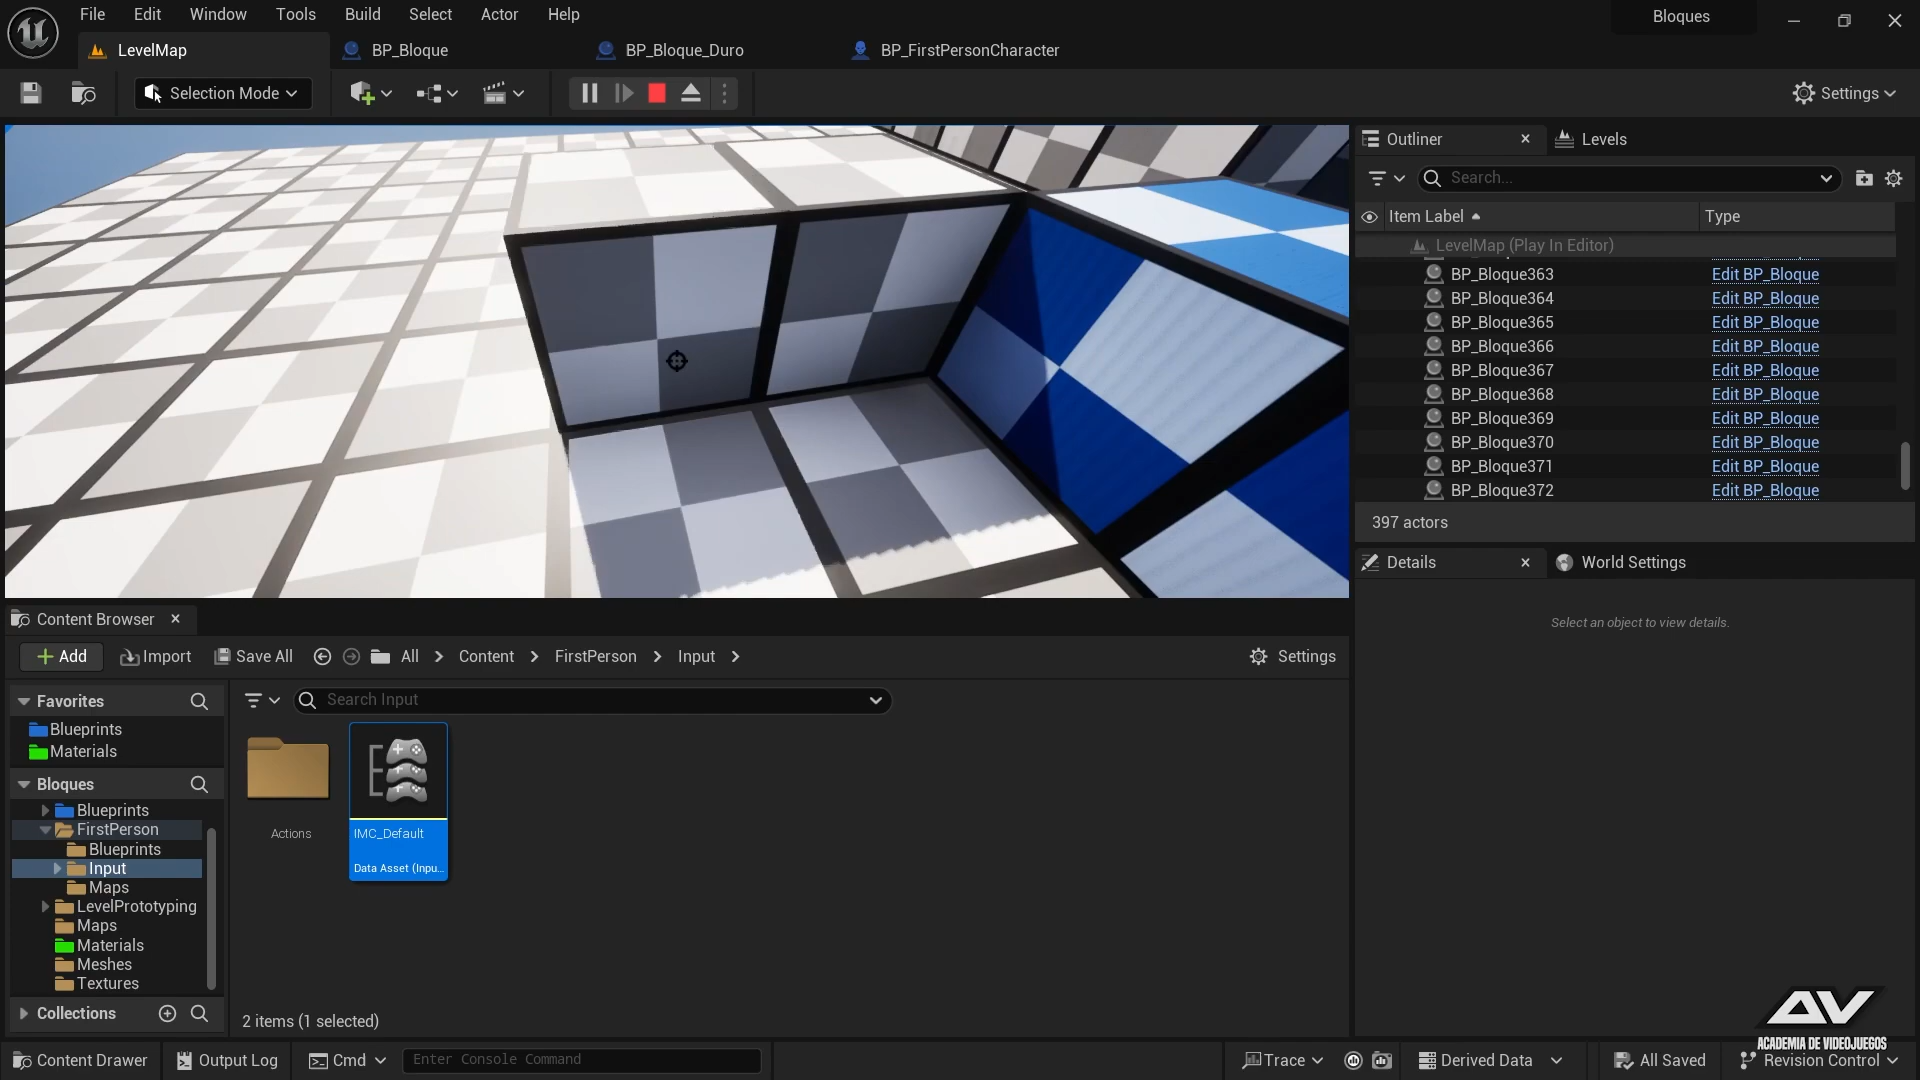 File Edit Window Tools Build Select Actor Help
Bloques
LevelMap
BP_Bloque
BP_Bloque_Duro
BP_FirstPersonCharacter
Selection Mode
Settings
Outliner
Levels
Search...
Item Label
Type
LevelMap (Play In Editor)
BP_Bloque363 Edit BP_Bloque
BP_Bloque364 Edit BP_Bloque
BP_Bloque365 Edit BP_Bloque
BP_Bloque366 Edit BP_Bloque
BP_Bloque367 Edit BP_Bloque
BP_Bloque368 Edit BP_Bloque
BP_Bloque369 Edit BP_Bloque
BP_Bloque370 Edit BP_Bloque
BP_Bloque371 Edit BP_Bloque
BP_Bloque372 Edit BP_Bloque
397 actors
Details
World Settings
Select an object to view details.
Content Browser
Add Import Save All All Content FirstPerson Input Settings
Favorites
Search Input
Blueprints
Materials
Bloques
Blueprints
FirstPerson
Blueprints
Input
Maps
LevelPrototyping
Maps
Materials
Meshes
Textures
Collections
Actions
IMC_Default
Data Asset (Inpu...
2 items (1 selected)
AV
ACADEMIA DE VIDEOJUEGOS
Content Drawer Output Log Cmd Enter Console Command Trace Derived Data All Saved Revision Control